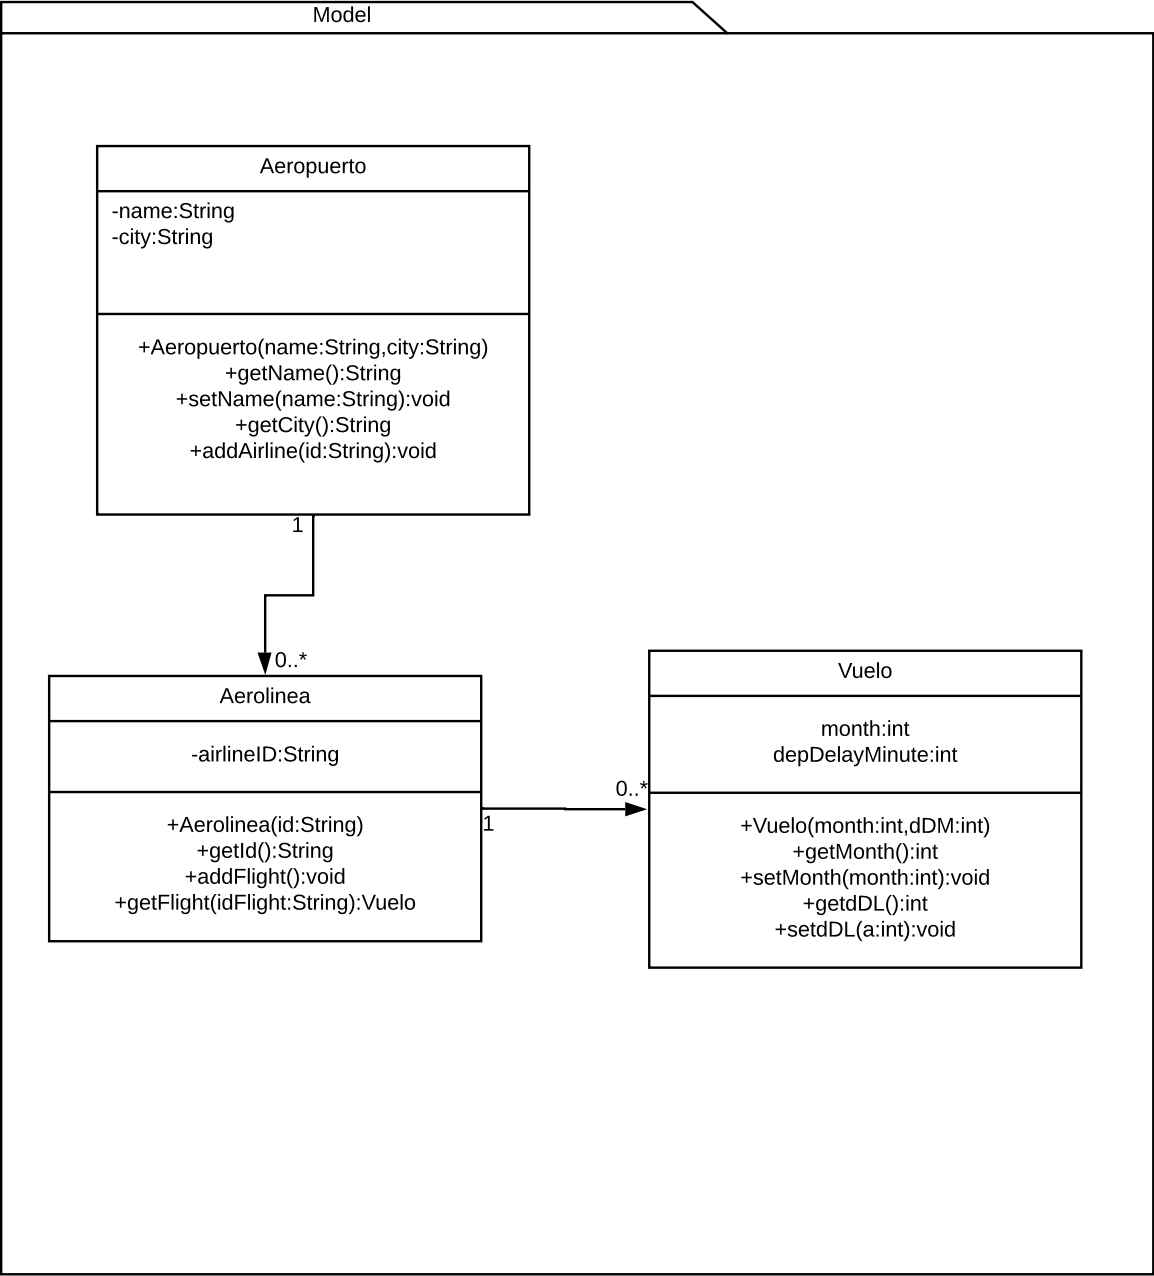 Model
Aeropuerto
-name:String
-city:String
+Aeropuerto(name:String,city:String)
+getName():String
+setName(name:String):void
+getCity():String
+addAirline(id:String):void
1
0..*
Aerolinea
-airlineID:String
+Aerolinea(id:String)
+getId():String
+addFlight():void
+getFlight(idFlight:String):Vuelo
1
0..*
Vuelo
month:int
depDelayMinute:int
+Vuelo(month:int,dDM:int)
+getMonth():int
+setMonth(month:int):void
+getdDL():int
+setdDL(a:int):void